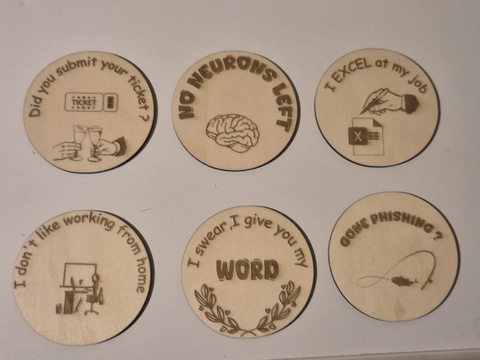 Did you submit your ticket ?
TICKET
NO NEURONS LEFT
I EXCEL at my job
X
I don't like working from home
I swear,I give you my
WORD
GONE PHISHING ?